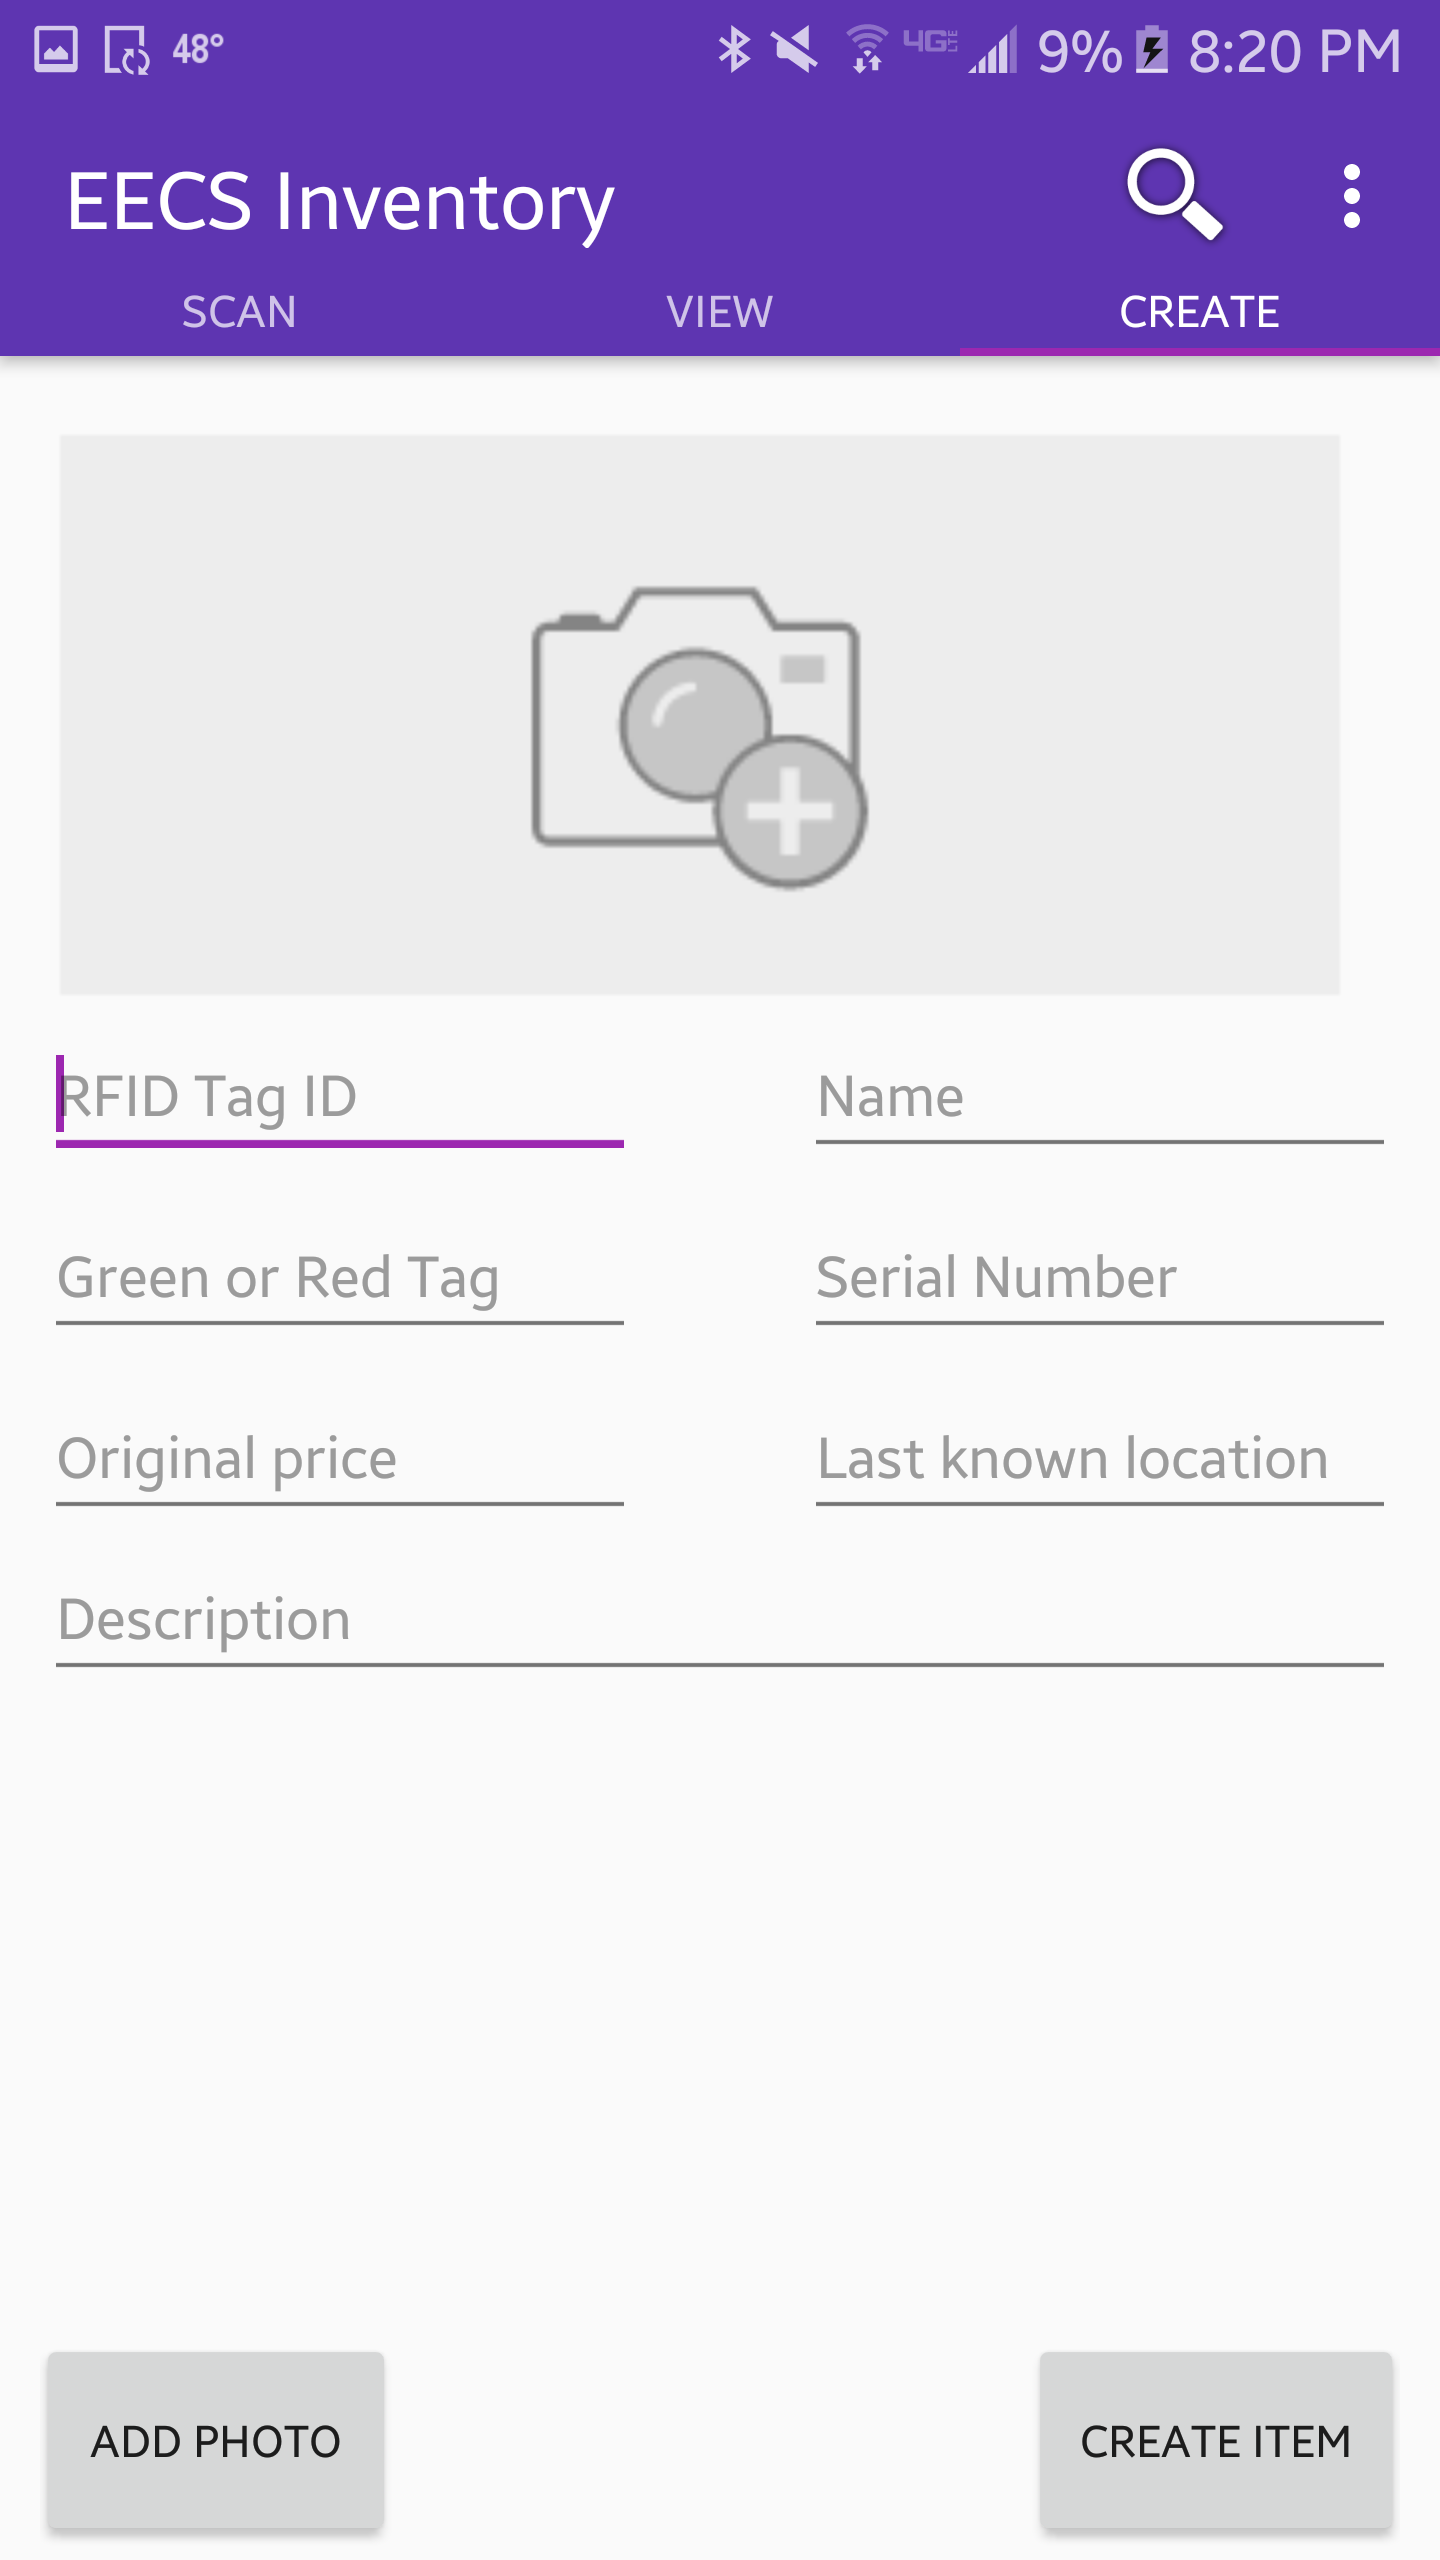 48° 4G LTE 9% 8:20 PM
EECS Inventory
SCAN VIEW CREATE
RFID Tag ID Name
Green or Red Tag Serial Number
Original price Last known location
Description
ADD PHOTO CREATE ITEM